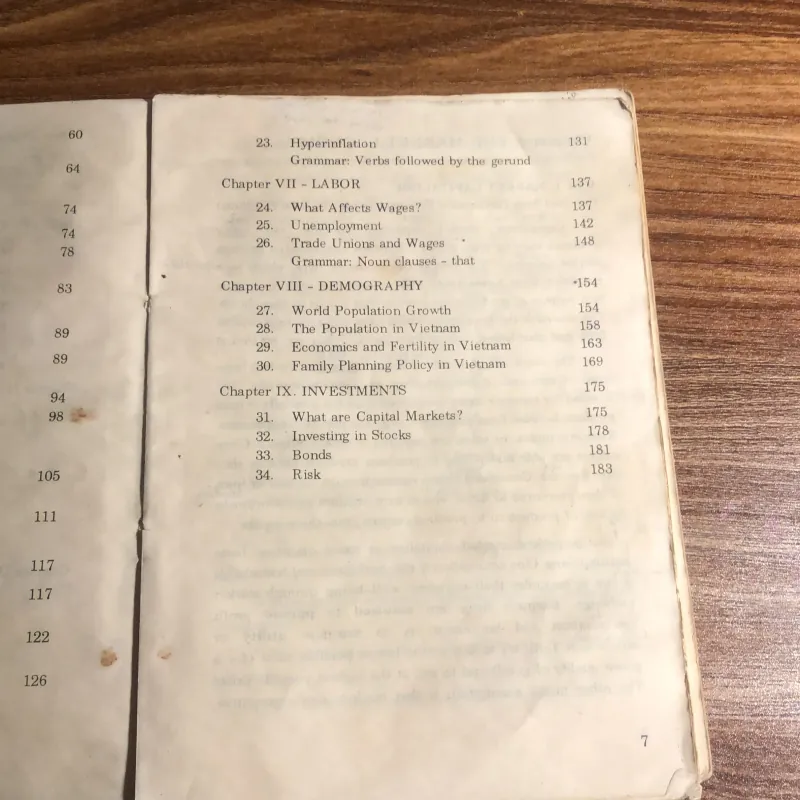 60
64
74
74
78
83
89
89
94
98
105
111
117
117
122
126
23. Hyperinflation 131
Grammar: Verbs followed by the gerund
Chapter VII - LABOR 137
24. What Affects Wages? 137
25. Unemployment 142
26. Trade Unions and Wages 148
Grammar: Noun clauses - that
Chapter VIII - DEMOGRAPHY 154
27. World Population Growth 154
28. The Population in Vietnam 158
29. Economics and Fertility in Vietnam 163
30. Family Planning Policy in Vietnam 169
Chapter IX. INVESTMENTS 175
31. What are Capital Markets? 175
32. Investing in Stocks 178
33. Bonds 181
34. Risk 183
7